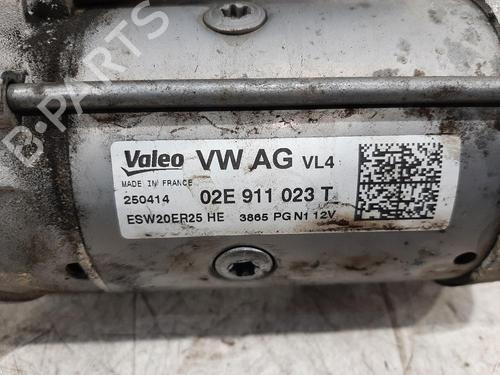 B-PARTS
Valeo VW AG VL4
MADE IN FRANCE
250414 02E 911 023 T
ESW20ER25 HE 3865 PG N1 12V